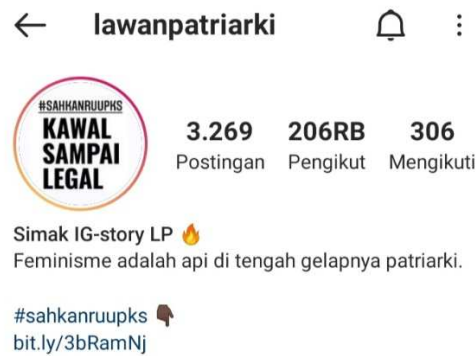 lawanpatriarki
#SAHKANRUUPKS
KAWAL
SAMPAI
LEGAL
3.269 206RB 306
Postingan Pengikut Mengikuti
Simak IG-story LP 🔥
Feminisme adalah api di tengah gelapnya patriarki.
#sahkanruupks 👇🏿
bit.ly/3bRamNj